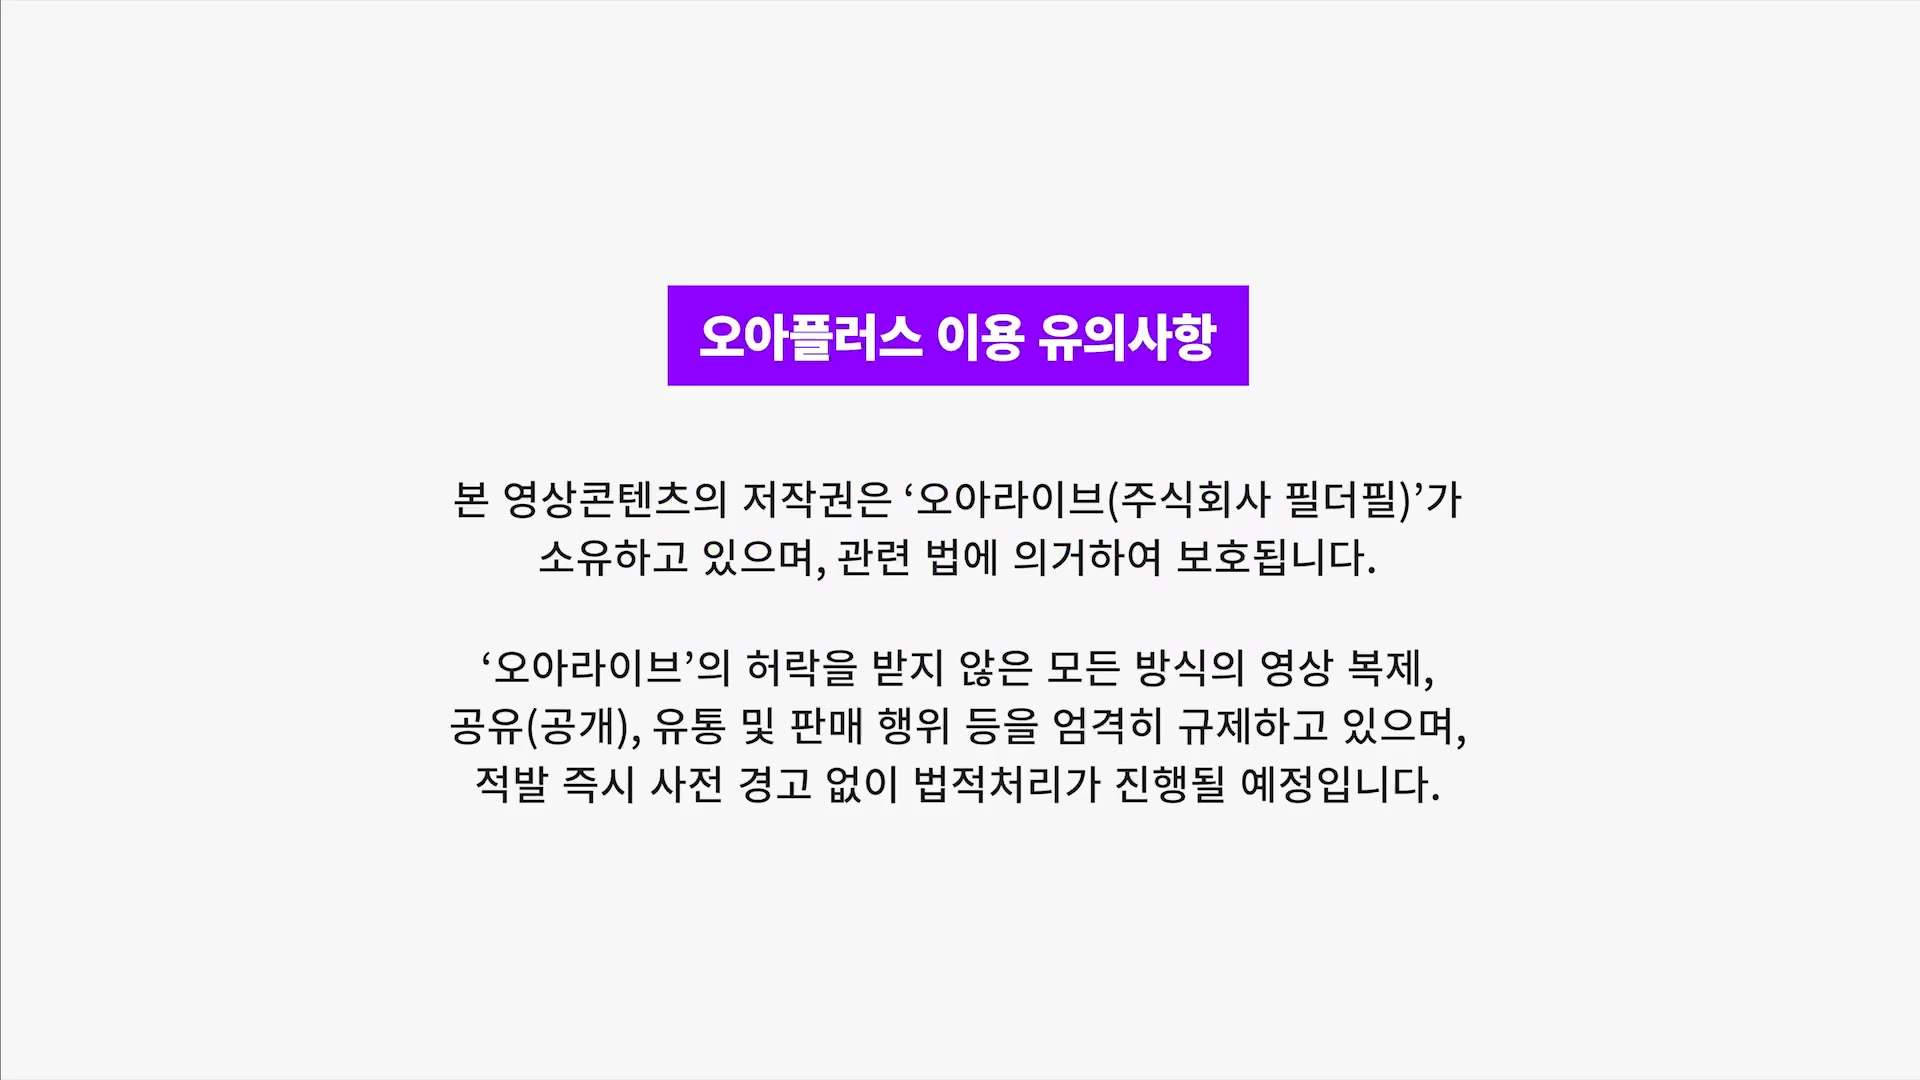 오아플러스 이용 유의사항
본 영상콘텐츠의 저작권은 ‘오아라이브(주식회사 필더필)’가
소유하고 있으며, 관련 법에 의거하여 보호됩니다.
‘오아라이브’의 허락을 받지 않은 모든 방식의 영상 복제,
공유(공개), 유통 및 판매 행위 등을 엄격히 규제하고 있으며,
적발 즉시 사전 경고 없이 법적처리가 진행될 예정입니다.